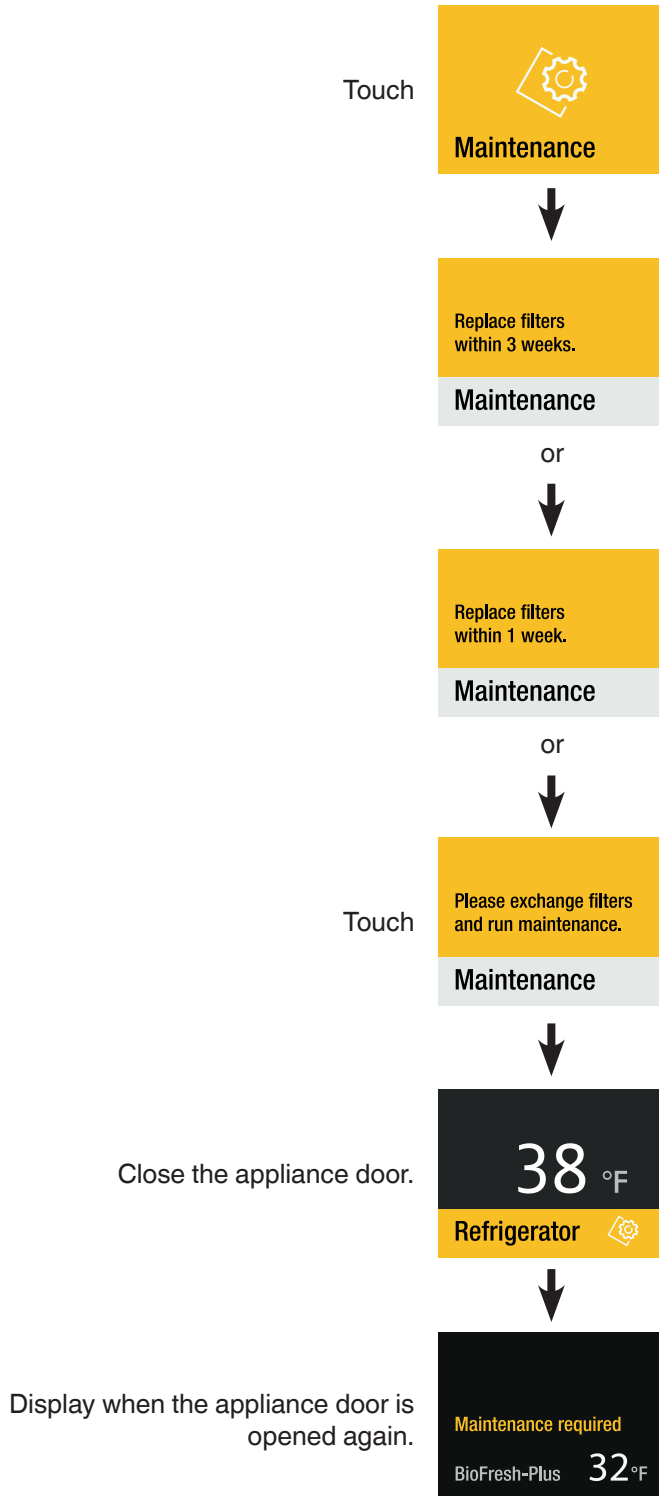 Touch
Maintenance
Replace filters
within 3 weeks.
Maintenance
or
Replace filters
within 1 week.
Maintenance
or
Touch
Please exchange filters
and run maintenance.
Maintenance
Close the appliance door.
38 °F
Refrigerator
Display when the appliance door is
opened again.
Maintenance required
BioFresh-Plus 32°F